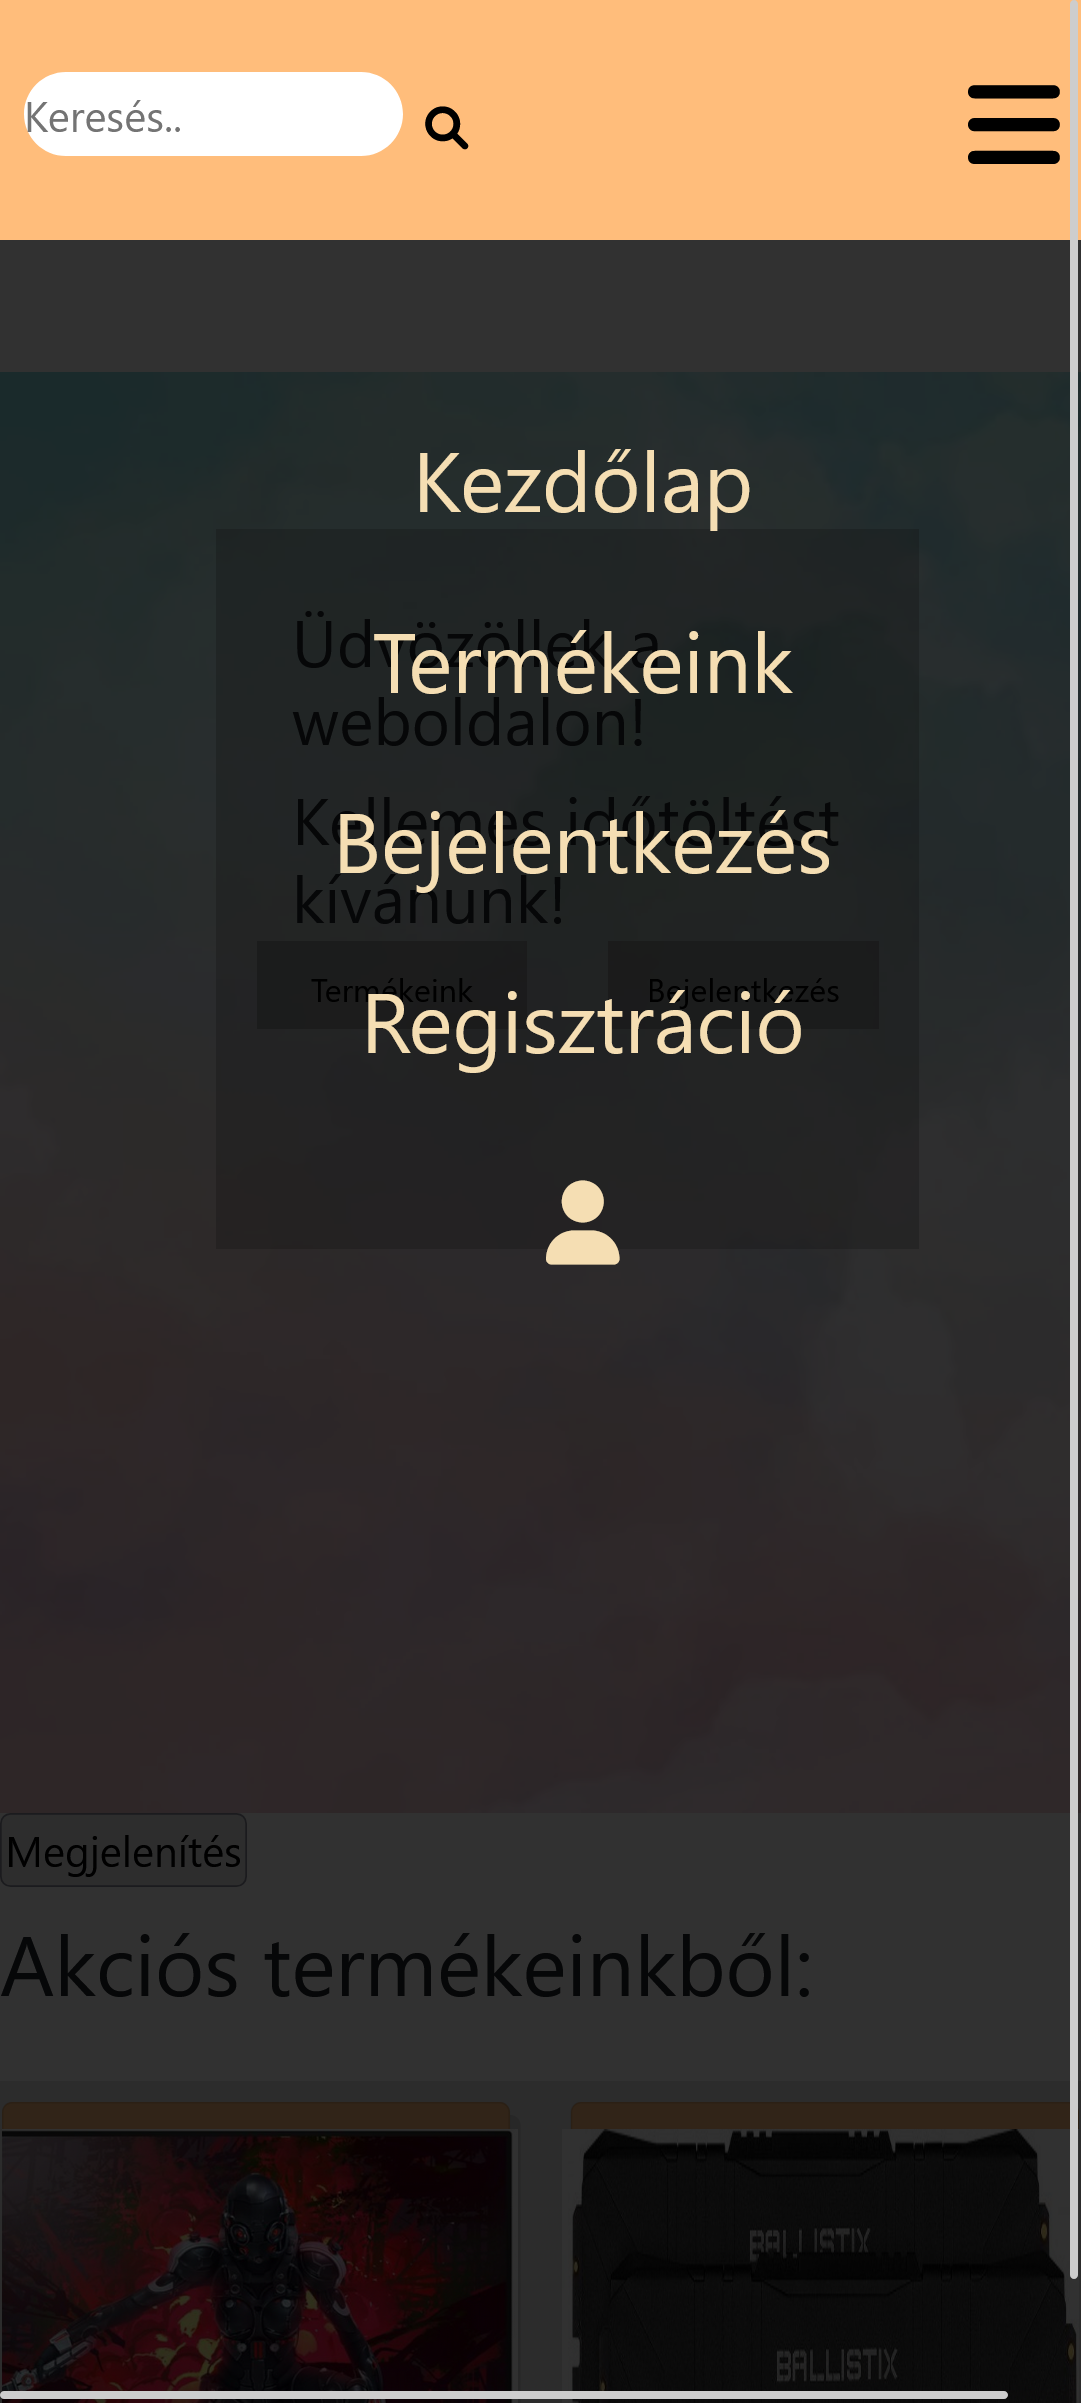 Keresés..
Kezdőlap
Üdvözöllek a
Termékeink
weboldalon!
Kellemes időtöltést
Bejelentkezés
kívánunk!
Termékeink
Bejelentkezés
Regisztráció
Megjelenítés
Akciós termékeinkből:
BALLISTIX
BALLISTIX